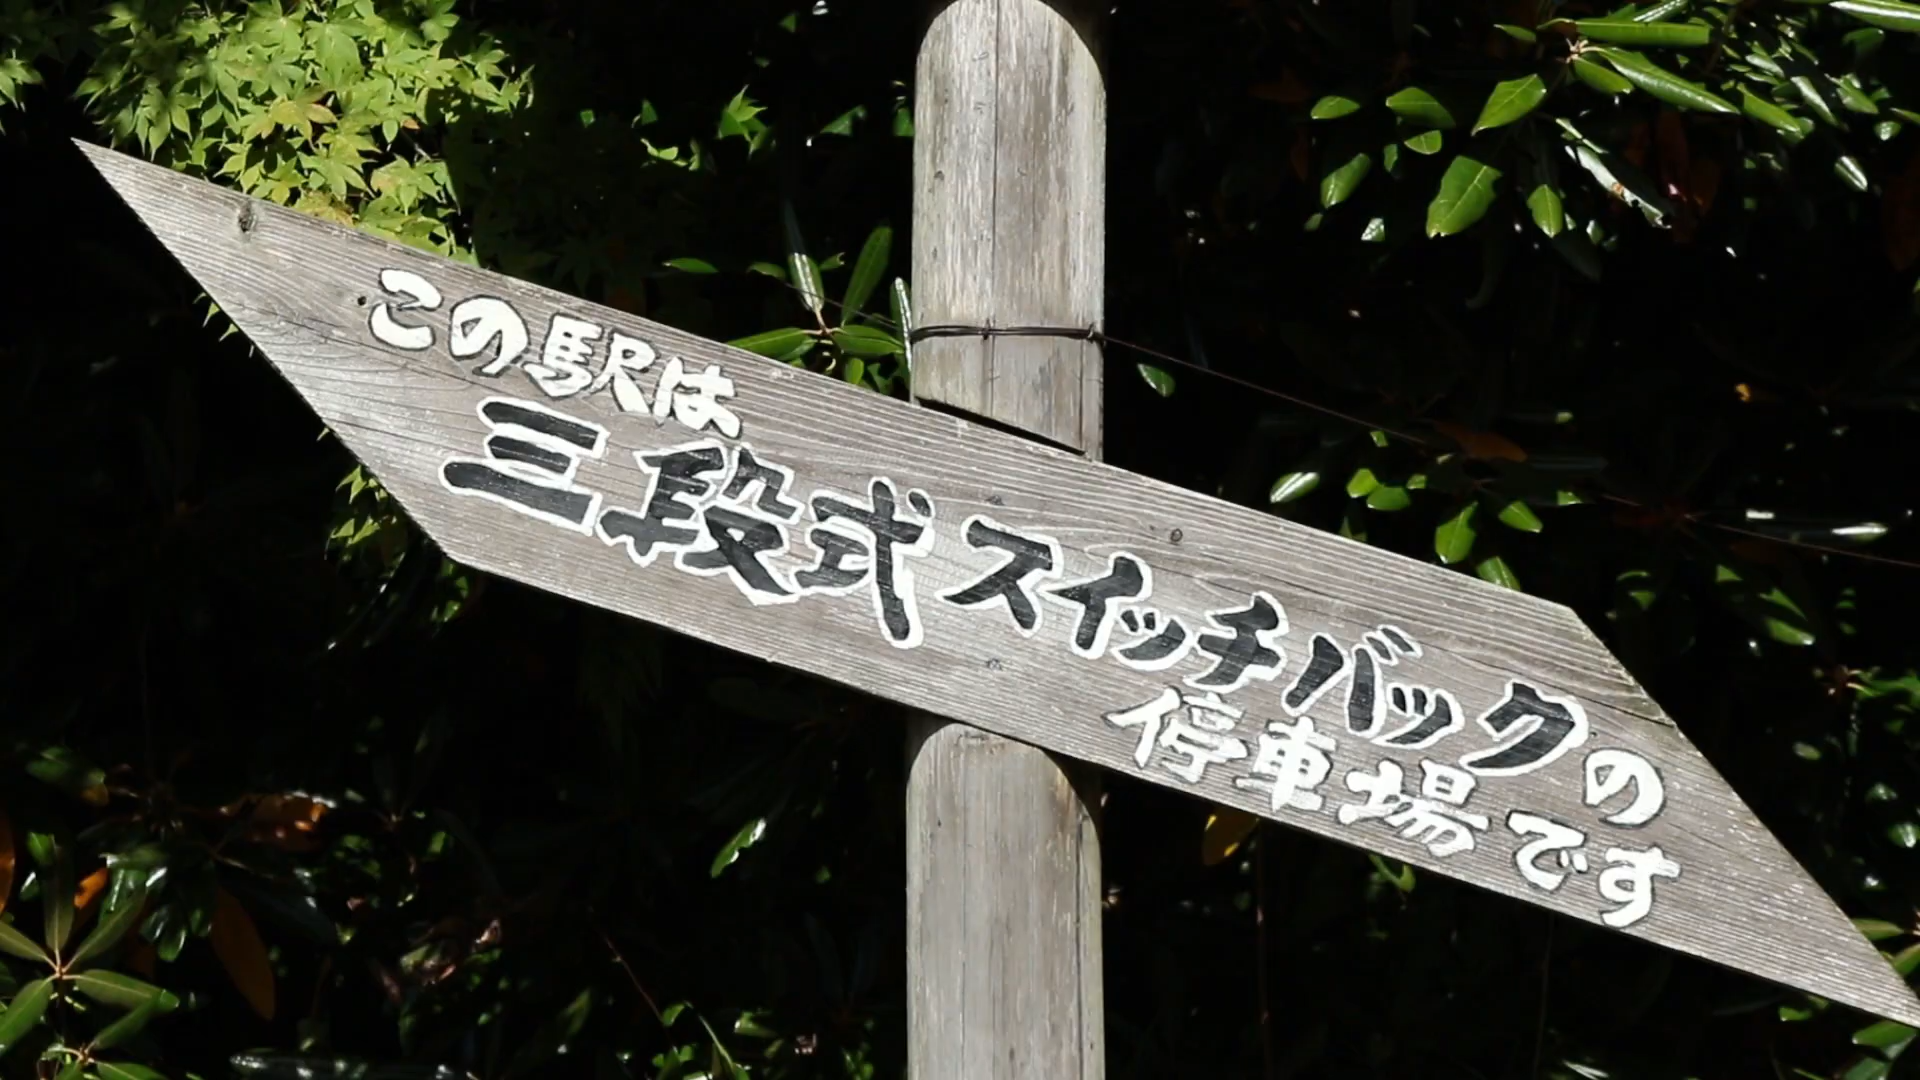 この駅は
三段式スイッチバックの
停車場です